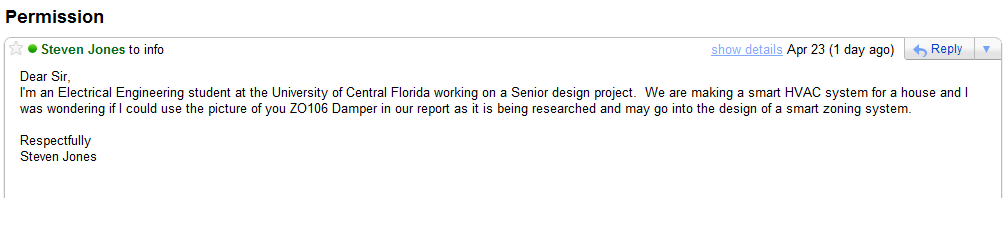 Permission
Steven Jones to info show details Apr 23 (1 day ago) Reply
Dear Sir,
I'm an Electrical Engineering student at the University of Central Florida working on a Senior design project.  We are making a smart HVAC system for a house and I
was wondering if I could use the picture of you ZO106 Damper in our report as it is being researched and may go into the design of a smart zoning system.
Respectfully
Steven Jones